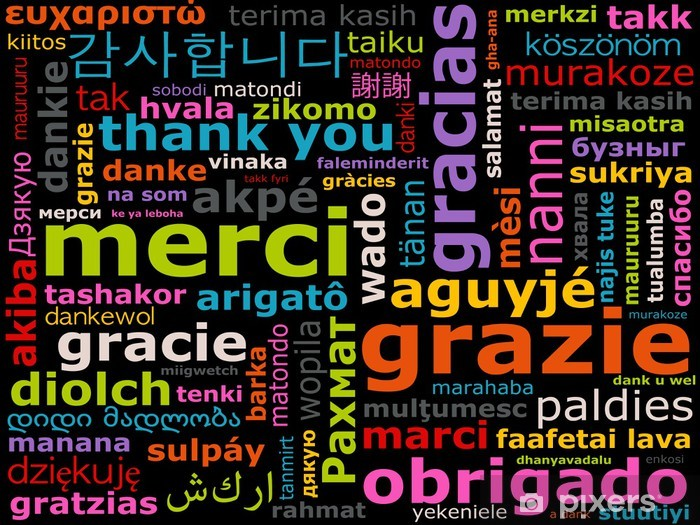 ευχαριστώ
terima kasih
merkzi
takk
kiitos
감사합니다
taiku
gracias
gha-ana
köszönöm
mauruuru
dankie
matondo
謝謝
murakoze
sobodi
matondi
tak
hvala
zikomo
danki
salamat
terima kasih
thank you
misaotra
grazie
бузныг
Дзякую
danke
vinaka
faleminderit
sukriya
takk fyri
gràcies
nanni
na som
akpé
tänan
mèsi
мерси
ke ya leboha
wado
хвала
najis tuke
mauruuru
tualumba
спасибо
merci
akiba
tashakor
arigatô
aguyjé
dankewol
murakoze
gracie
matondo
wopila
Рахмат
grazie
miigwetch
barka
diolch
tenki
marahaba
dank u wel
დიდი მადლობა
mulţumesc
paldies
manana
sulpáy
marci
faafetai lava
dziękuję
tanmirt
дякую
dhanyavadalu
enkosi
obrigado
gratzias
ارکش
rahmat
yekeniele
a dank
stuutiyi
pixers